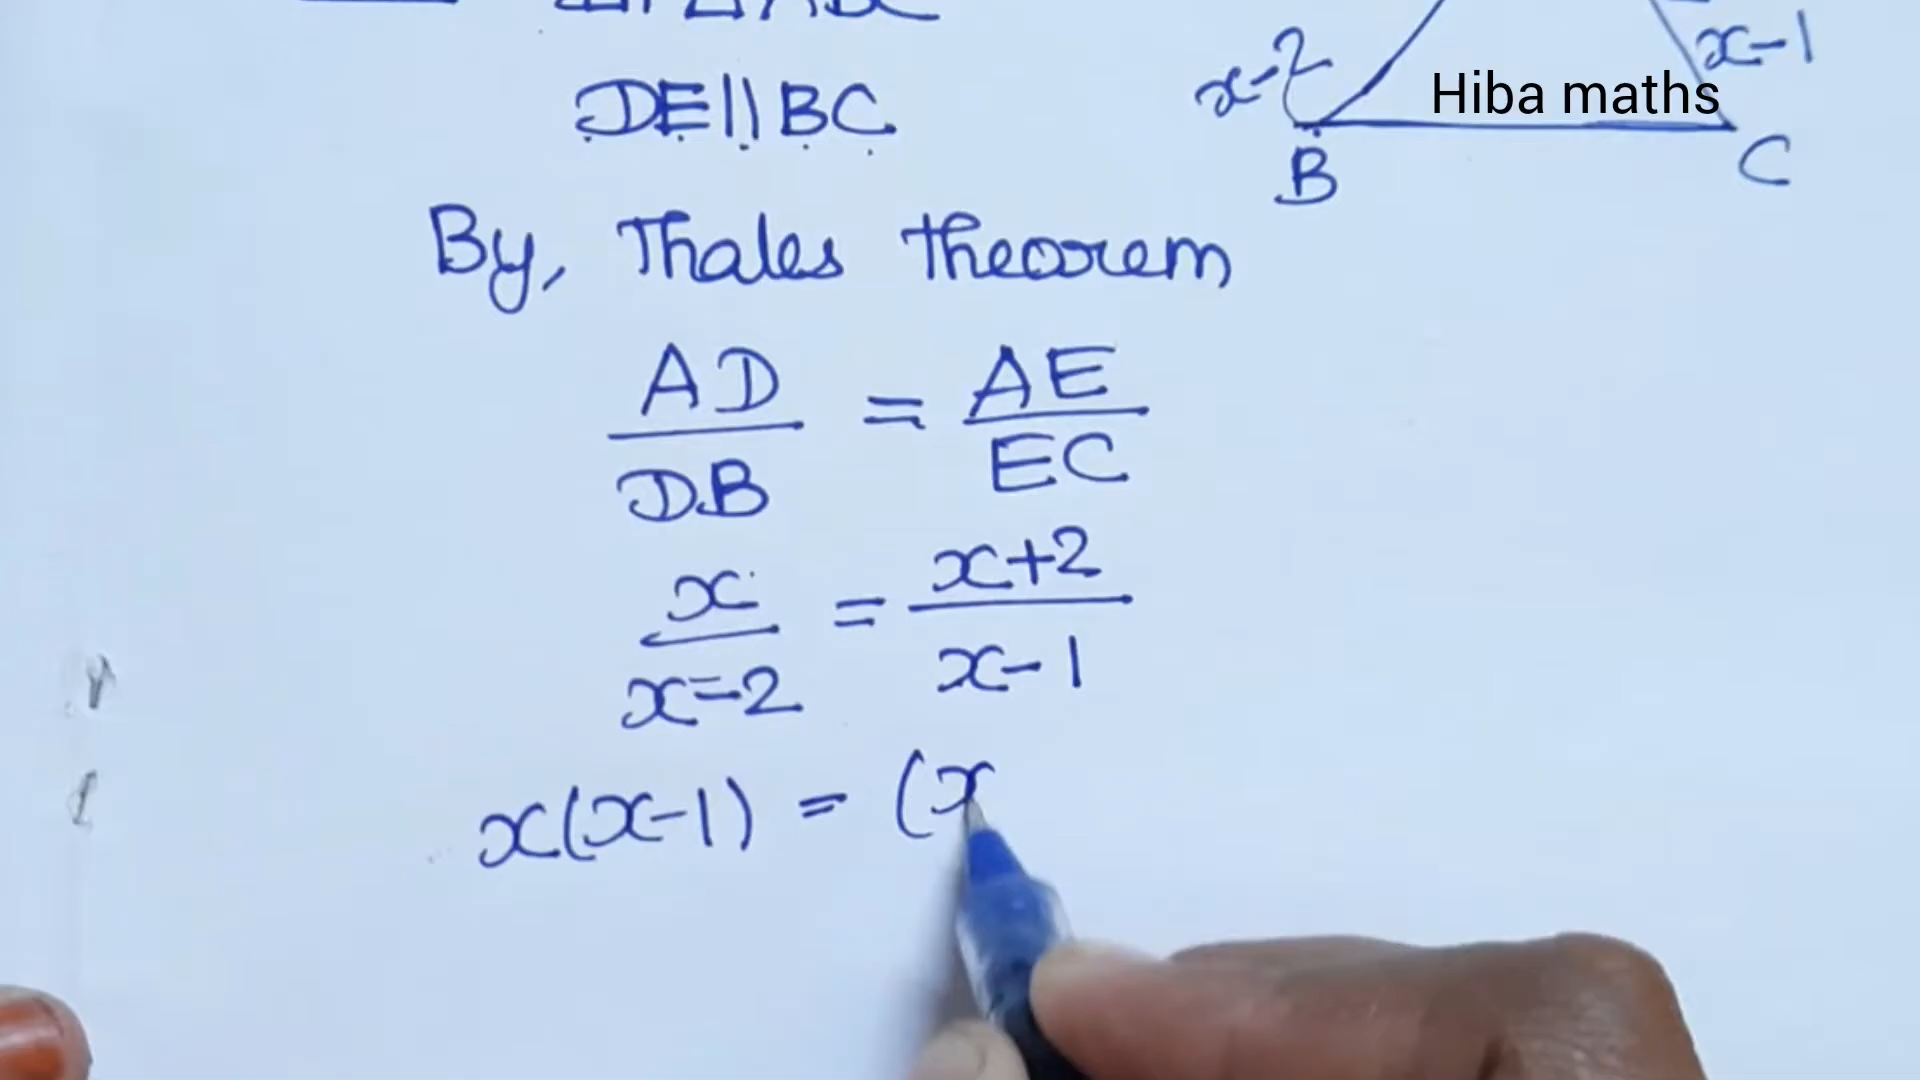 DE||BC
x-2
x-1
Hiba maths
B
C
By, Thales theorem
AD/DB = AE/EC
x/x-2 = x+2/x-1
x(x-1) = (x